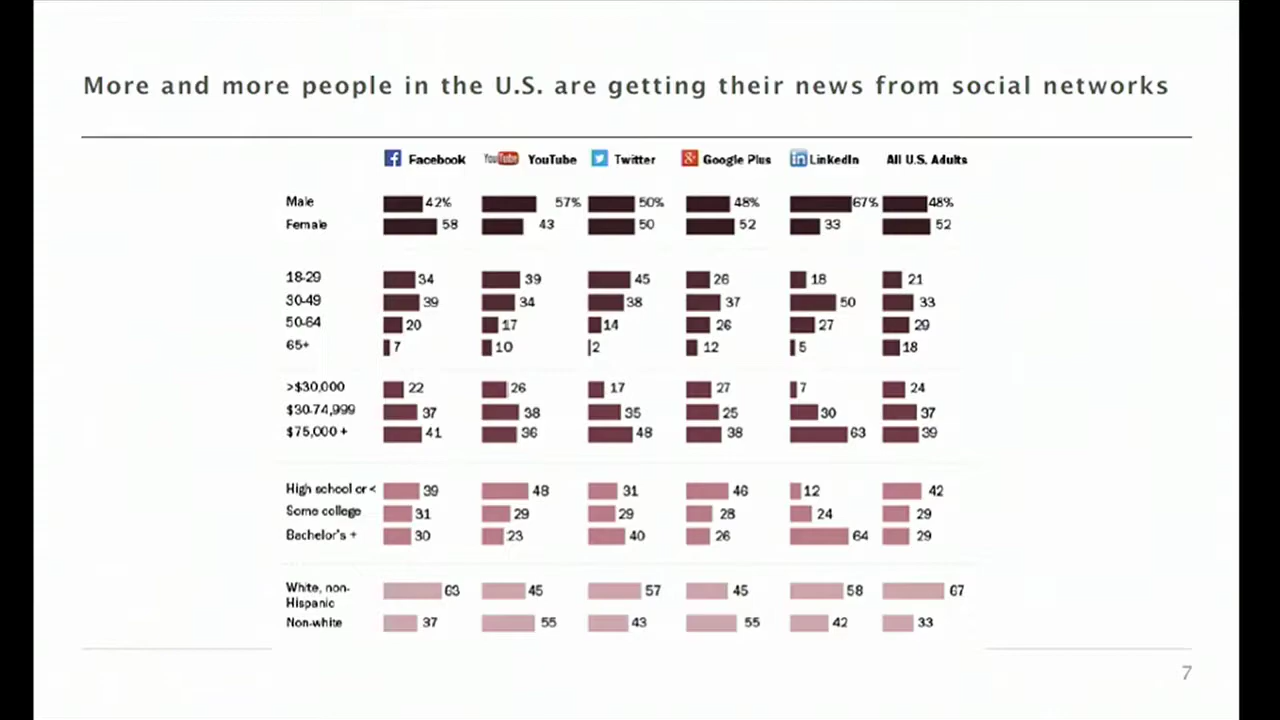 More and more people in the U.S. are getting their news from social networks
Facebook YouTube YouTube Twitter Google Plus LinkedIn All U.S. Adults
Male 42% 57% 50% 48% 67% 48%
Female 58 43 50 52 33 52
18-29 34 39 45 26 18 21
30-49 39 34 38 37 50 33
50-64 20 17 14 26 27 29
65+ 7 10 2 12 5 18
>$30,000 22 26 17 27 7 24
$30-74,999 37 38 35 25 30 37
$75,000 + 41 36 48 38 63 39
High school or < 39 48 31 46 12 42
Some college 31 29 29 28 24 29
Bachelor's + 30 23 40 26 64 29
White, non-
Hispanic 63 45 57 45 58 67
Non-white 37 55 43 55 42 33
7